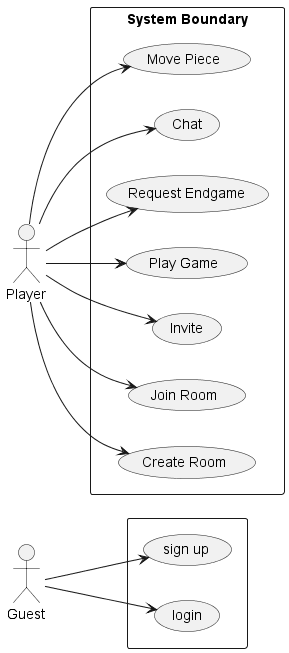 System Boundary
Move Piece
Chat
Request Endgame
Play Game
Player
Invite
Join Room
Create Room
sign up
Guest
login